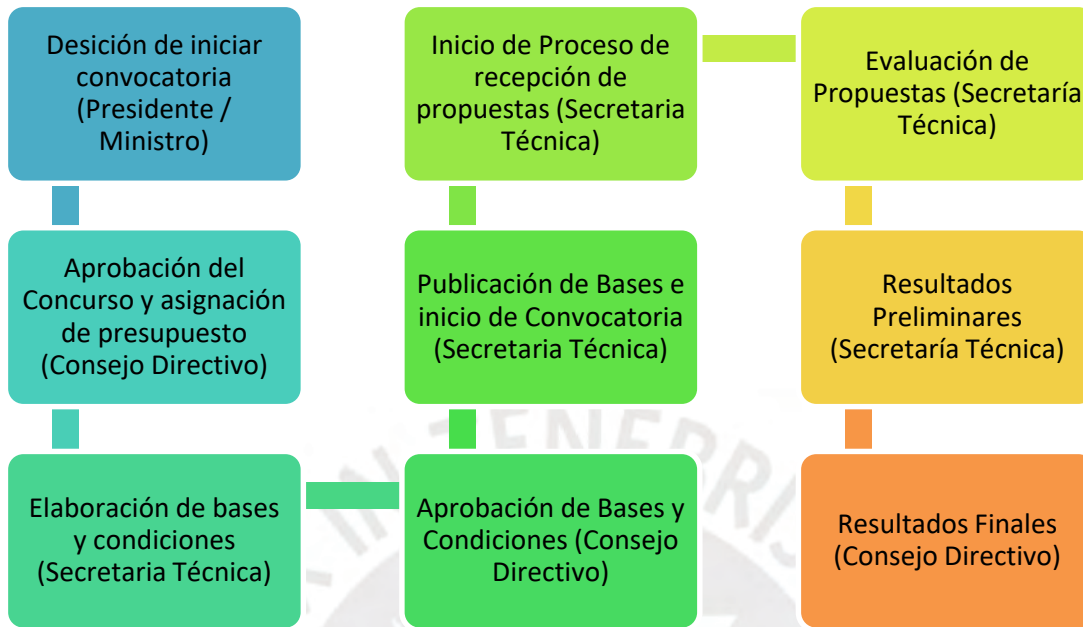 Desición de iniciar
convocatoria
(Presidente /
Ministro)
Aprobación del
Concurso y asignación
de presupuesto
(Consejo Directivo)
Elaboración de bases
y condiciones
(Secretaria Técnica)
Aprobación de Bases y
Condiciones (Consejo
Directivo)
Publicación de Bases e
inicio de Convocatoria
(Secretaria Técnica)
Inicio de Proceso de
recepción de
propuestas (Secretaria
Técnica)
Evaluación de
Propuestas (Secretaría
Técnica)
Resultados
Preliminares
(Secretaría Técnica)
Resultados Finales
(Consejo Directivo)
IN TENEBRIS